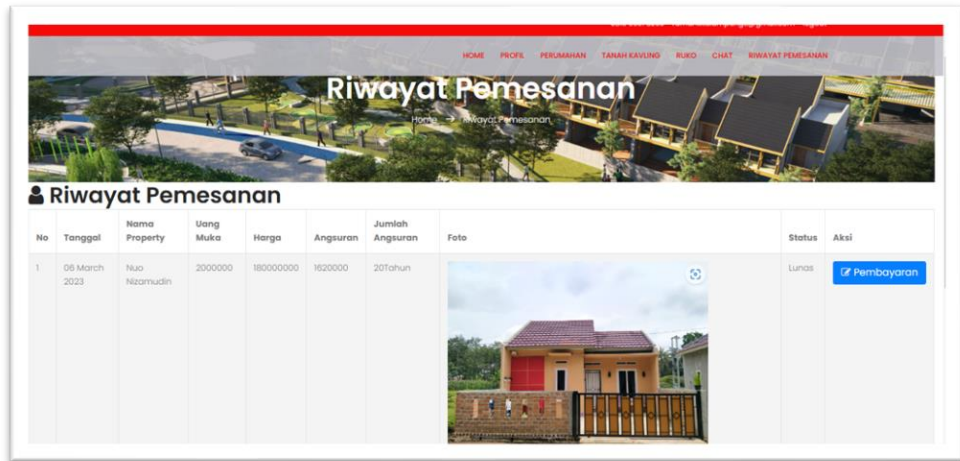 HOME PROFIL PERUMAHAN TANAH KAVLING RUKO CHAT RIWAYAT PEMESANAN
Riwayat Pemesanan
Home → Riwayat Pemesanan
Riwayat Pemesanan
No Tanggal Nama Property Uang Muka Harga Angsuran Jumlah Angsuran Foto Status Aksi
1 06 March 2023 Nuo Nizamudin 2000000 180000000 1620000 20Tahun Lunas Pembayaran